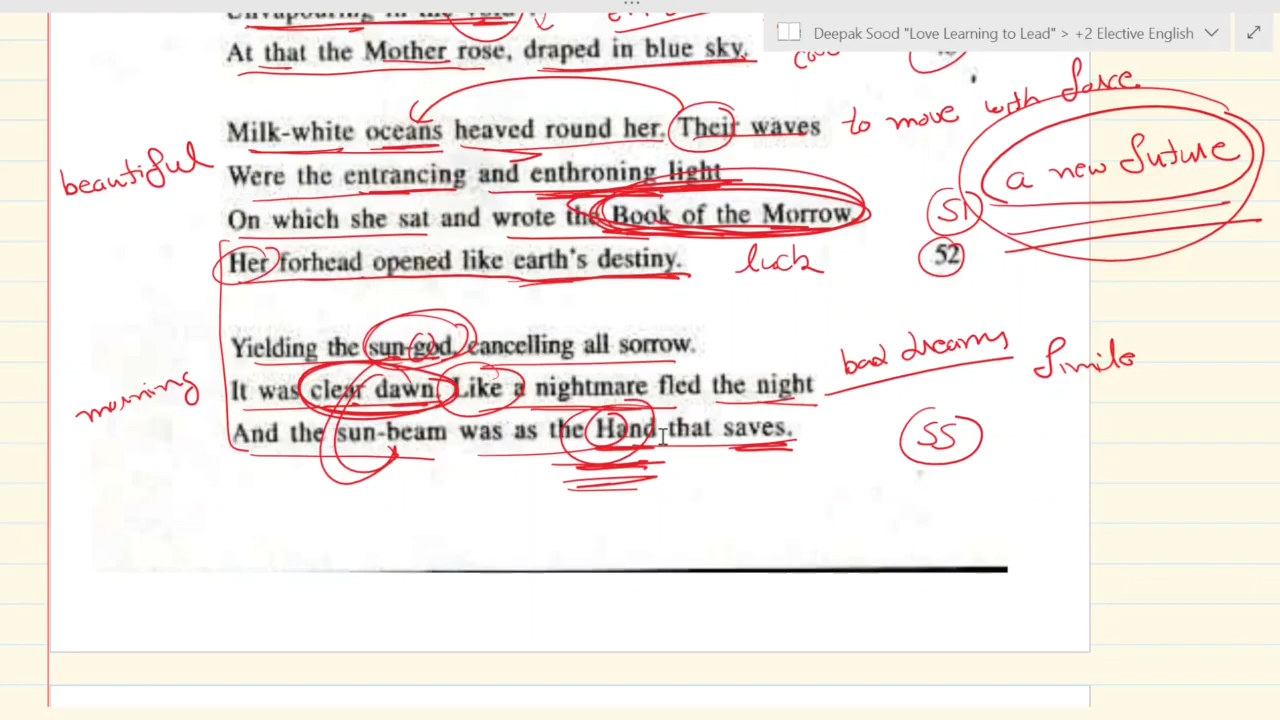 Unvapouring in the void
Deepak Sood "Love Learning to Lead" > +2 Elective English
At that the Mother rose, draped in blue sky.
to move with force
Milk-white oceans heaved round her. Their waves
a new future
beautiful
Were the entrancing and enthroning light
On which she sat and wrote the Book of the Morrow.
51
Her forhead opened like earth's destiny.
luck
52
Yielding the sun-god, cancelling all sorrow.
bad dreams
Simile
morning
It was clear dawn. Like a nightmare fled the night
And the sun-beam was as the Hand that saves.
55